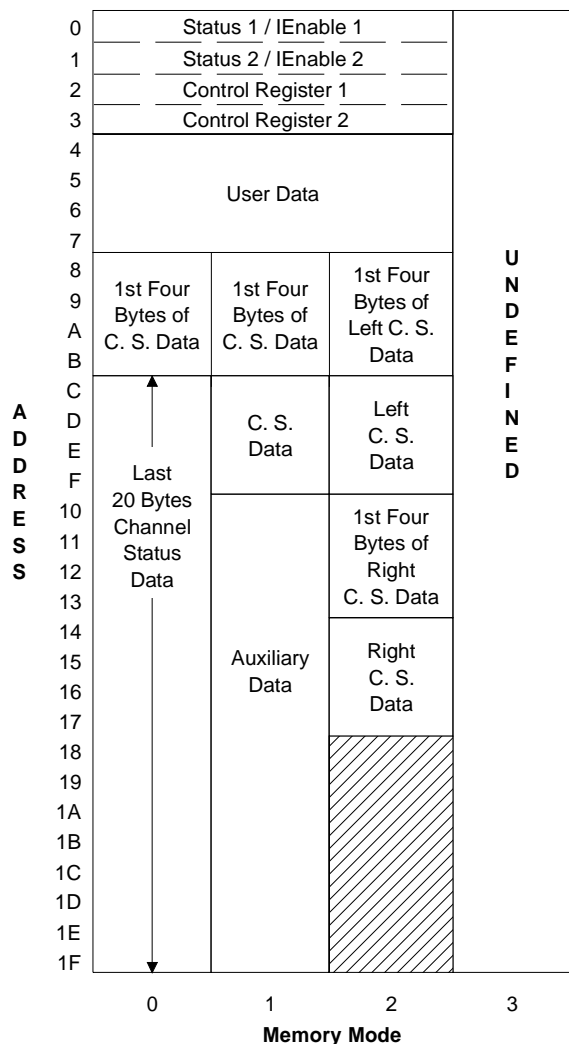 0 Status 1 / IEnable 1
1 Status 2 / IEnable 2
2 Control Register 1
3 Control Register 2
4
5
6
7
User Data
8
9
A
B
1st Four
Bytes of
C. S. Data
1st Four
Bytes of
C. S. Data
1st Four
Bytes of
Left C. S.
Data
UNDEFINED
ADDRESS
C
D
E
F
10
11
12
13
14
15
16
17
18
19
1A
1B
1C
1D
1E
1F
Last
20 Bytes
Channel
Status
Data
C. S.
Data
Left
C. S.
Data
1st Four
Bytes of
Right
C. S. Data
Auxiliary
Data
Right
C. S.
Data
0 1 2 3
Memory Mode